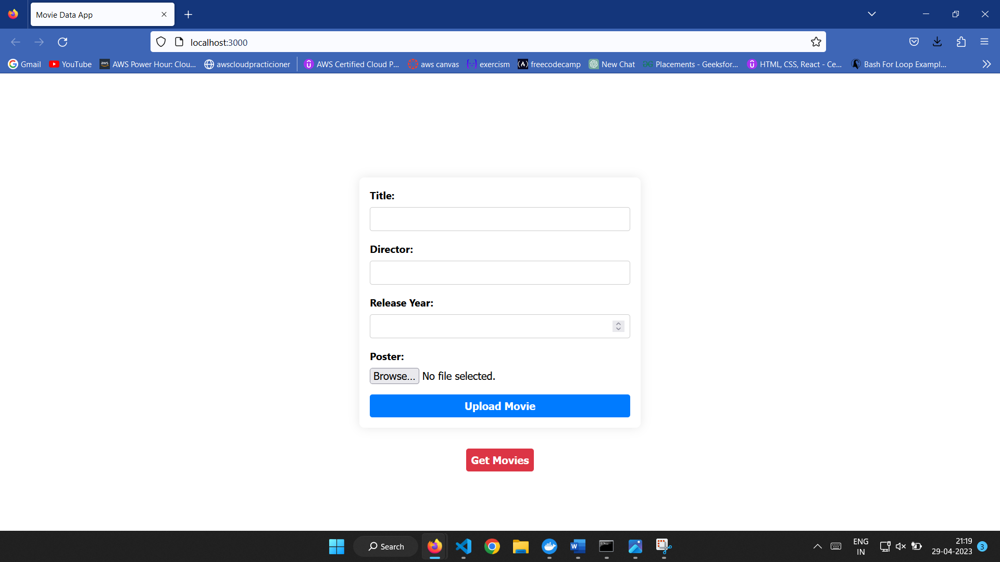 Movie Data App
localhost:3000
Gmail YouTube AWS Power Hour: Clou... awscloudpracticioner AWS Certified Cloud P... aws canvas exercism freecodecamp New Chat Placements - Geeksfor... HTML, CSS, React - Ce... Bash For Loop Exampl...
Title:
Director:
Release Year:
Poster:
Browse... No file selected.
Upload Movie
Get Movies
Search
ENG
IN
21:19
29-04-2023
3